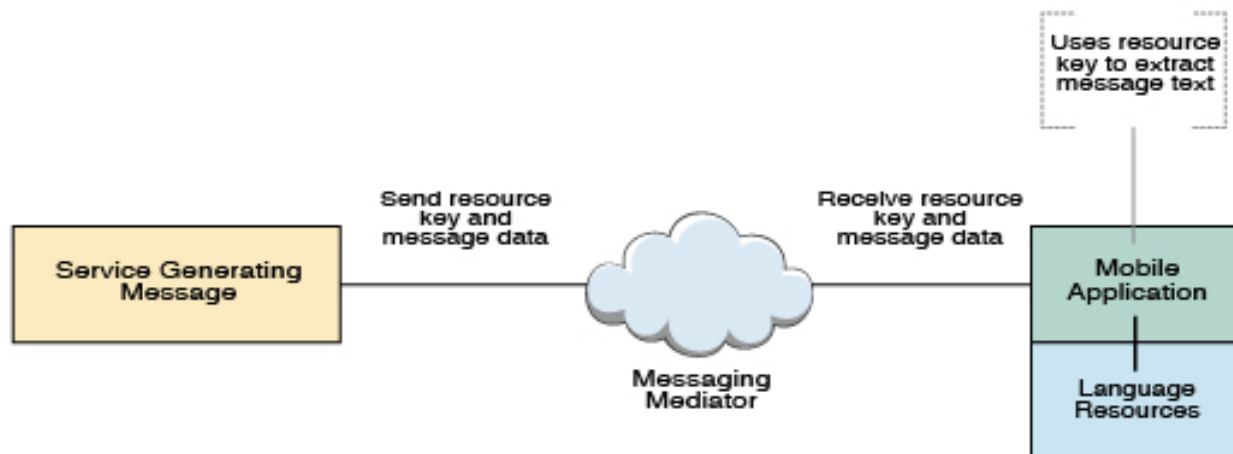 Uses resource
key to extract
message text
Send resource
key and
message data
Receive resource
key and
message data
Service Generating
Message
Mobile
Application
Messaging
Mediator
Language
Resources